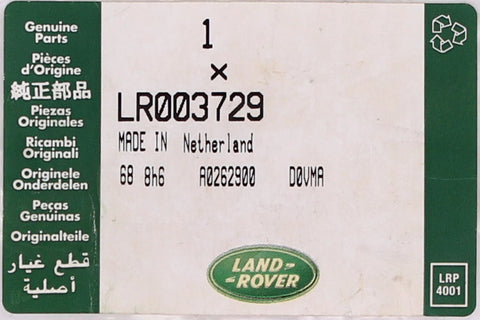 Genuine
Parts
Pièces
d'Origine
純正部品
Piezas
Originales
Ricambi
Originali
Originele
Onderdelen
Peças
Genuinas
Originalteile
قطع غيار
أصلية
1
×
LR003729
MADE IN Netherland
68 8h6 A0262900 D0VMA
LAND-
-ROVER
LRP
4001